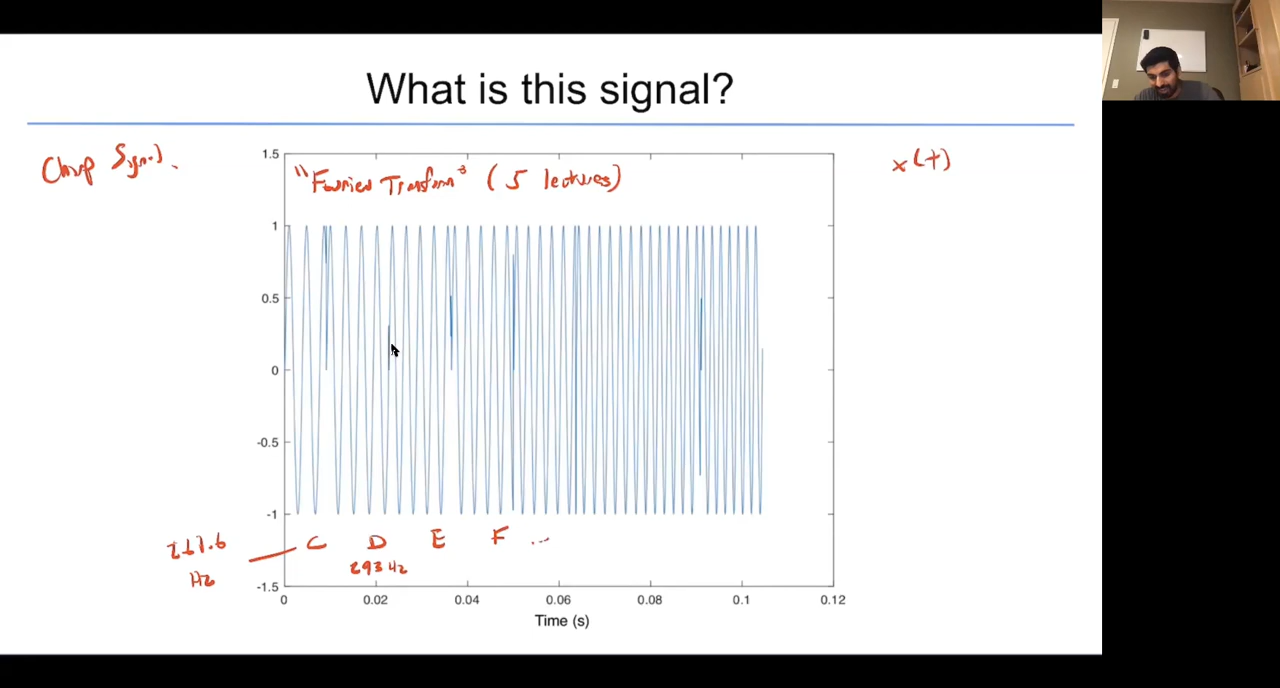 What is this signal?
Chirp Signal.
"Fourier Transform" (5 lectures)
x(t)
1.5
1
0.5
0
-0.5
-1
-1.5
C D E F ...
261.6
Hz
293 Hz
0 0.02 0.04 0.06 0.08 0.1 0.12
Time (s)